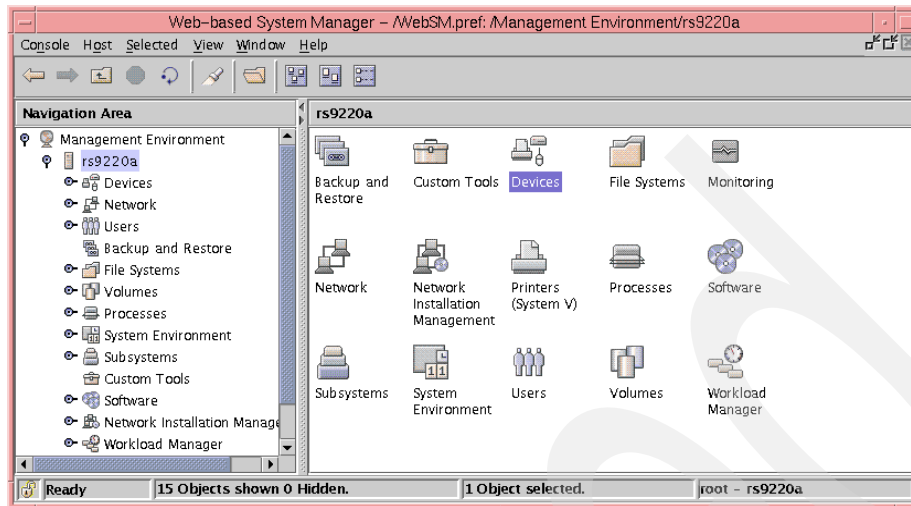 Web-based System Manager - /WebSM.pref: /Management Environment/rs9220a
Console Host Selected View Window Help
Navigation Area
Management Environment
rs9220a
Devices
Network
Users
Backup and Restore
File Systems
Volumes
Processes
System Environment
Subsystems
Custom Tools
Software
Network Installation Manage
Workload Manager
rs9220a
Backup and
Restore
Custom Tools
Devices
File Systems
Monitoring
Network
Network
Installation
Management
Printers
(System V)
Processes
Software
Subsystems
System
Environment
Users
Volumes
Workload
Manager
Ready
15 Objects shown 0 Hidden.
1 Object selected.
root - rs9220a